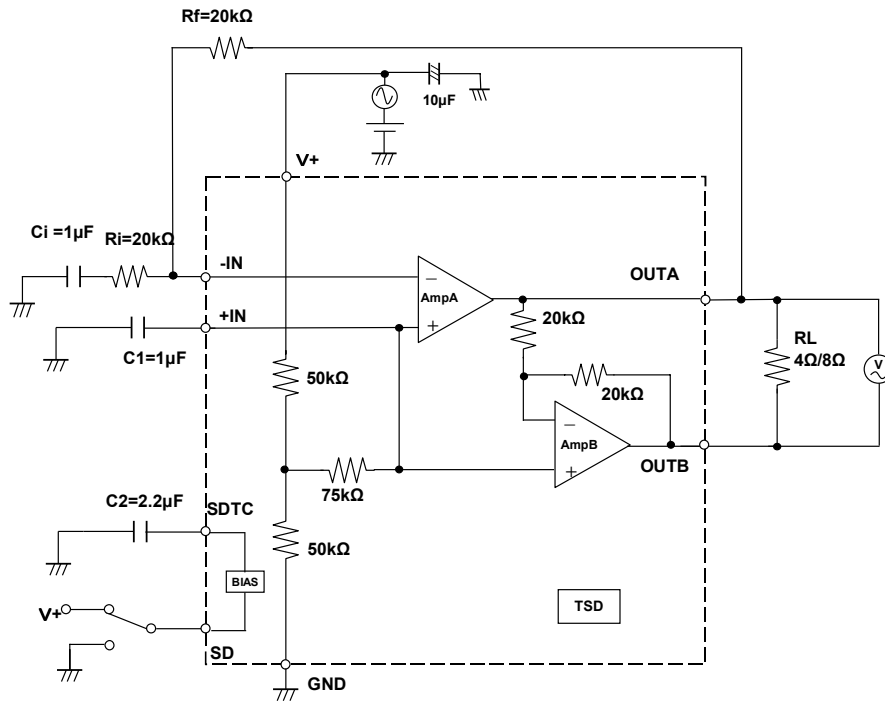 Rf=20kΩ
10µF
V+
Ci =1µF
Ri=20kΩ
-IN
AmpA
OUTA
+IN
C1=1µF
20kΩ
RL
4Ω/8Ω
V
50kΩ
20kΩ
AmpB
OUTB
75kΩ
C2=2.2µF
SDTC
50kΩ
BIAS
TSD
V+
SD
GND